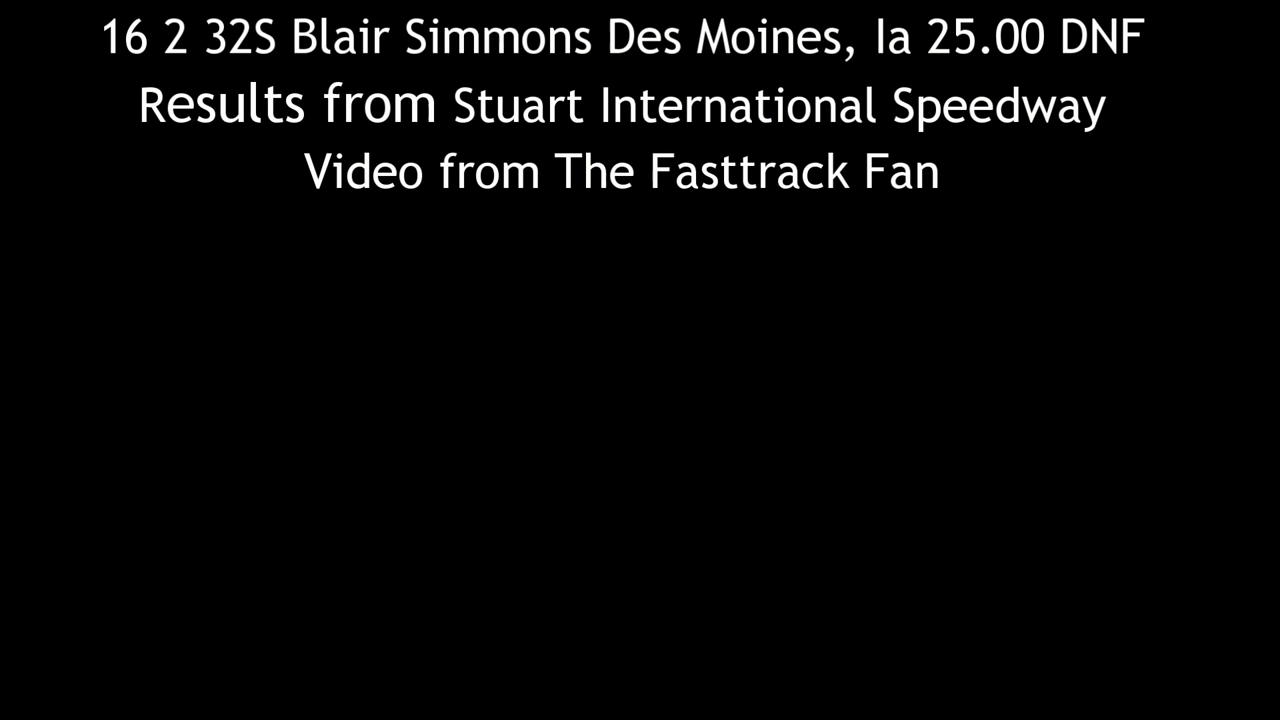 16 2 32S Blair Simmons Des Moines, Ia 25.00 DNF
Results from Stuart International Speedway
Video from The Fasttrack Fan